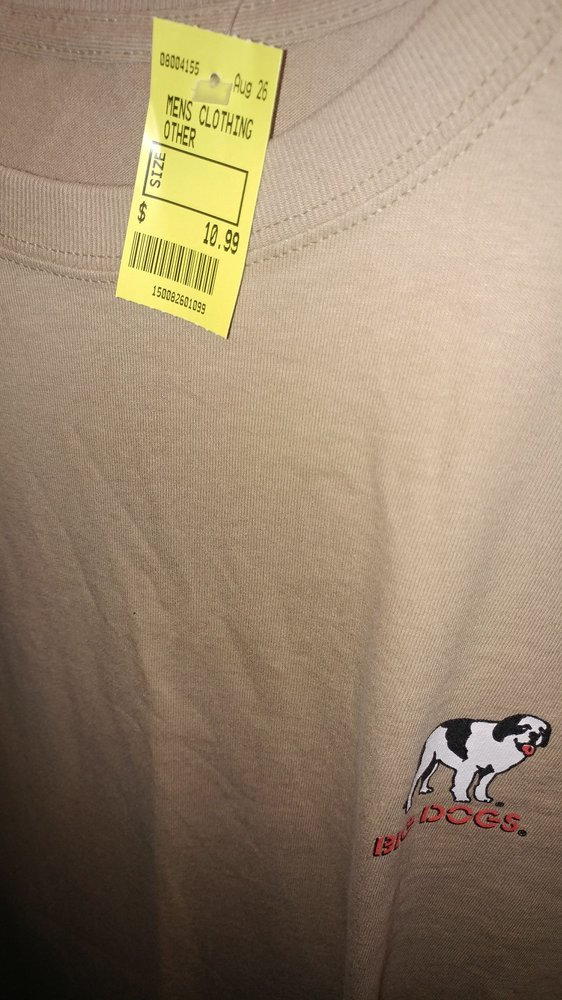 08004155 Aug 26
MENS CLOTHING
OTHER
SIZE
$ 10.99
150082601099
BIG DOGS®